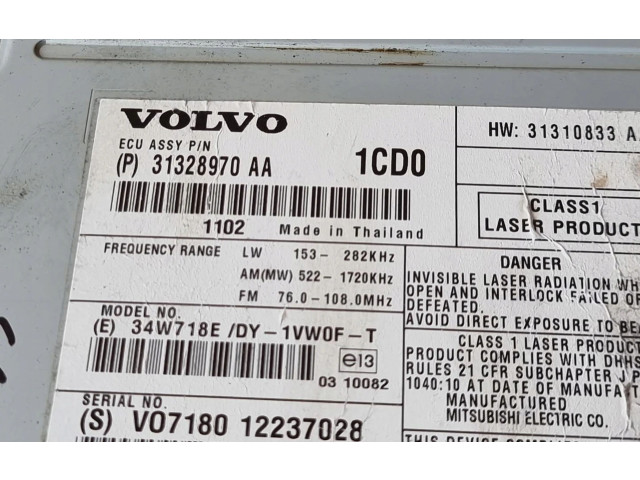 VOLVO
ECU ASSY P/N
(P) 31328970 AA 1CD0
1102 Made in Thailand
FREQUENCY RANGE LW 153- 282KHz
AM(MW) 522-1720KHz
FM 76.0-108.0MHz
MODEL NO.
(E) 34W718E /DY-1VW0F-T
e13
03 10082
SERIAL NO.
(S) VO7180 12237028
HW: 31310833 A
CLASS1
LASER PRODUCT
DANGER
INVISIBLE LASER RADIATION WH
OPEN AND INTERLOCK FAILED O
DEFEATED.
AVOID DIRECT EXPOSURE TO BE
CLASS 1 LASER PRODUCT
PRODUCT COMPLIES WITH DHHS
RULES 21 CFR SUBCHAPTER J P
1040:10 AT DATE OF MANUFA
MANUFACTURED
MITSUBISHI ELECTRIC CO.
THIS DEVICE